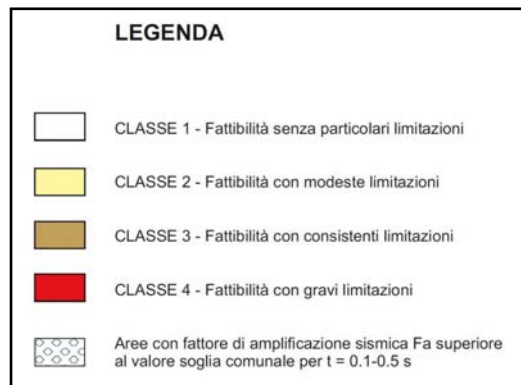 LEGENDA
CLASSE 1 - Fattibilità senza particolari limitazioni
CLASSE 2 - Fattibilità con modeste limitazioni
CLASSE 3 - Fattibilità con consistenti limitazioni
CLASSE 4 - Fattibilità con gravi limitazioni
Aree con fattore di amplificazione sismica Fa superiore
al valore soglia comunale per t = 0.1-0.5 s